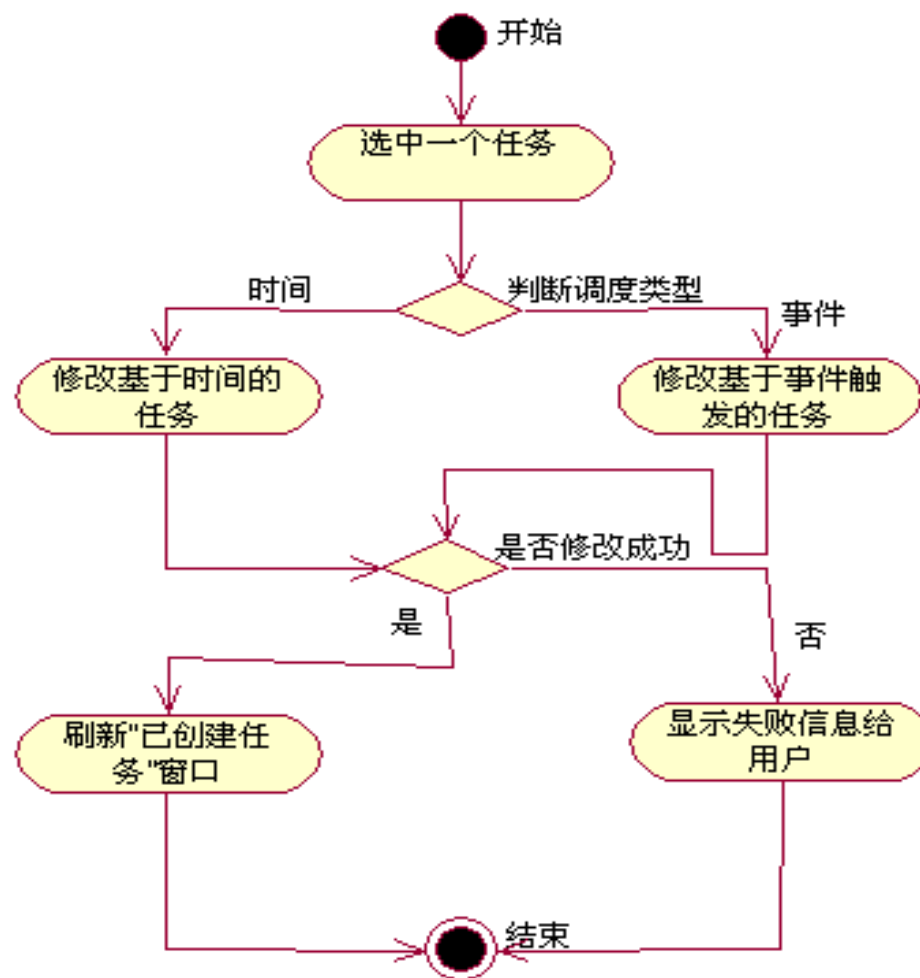 开始
选中一个任务
时间
判断调度类型
事件
修改基于时间的
任务
修改基于事件触
发的任务
是否修改成功
是
否
刷新"已创建任
务"窗口
显示失败信息给
用户
结束